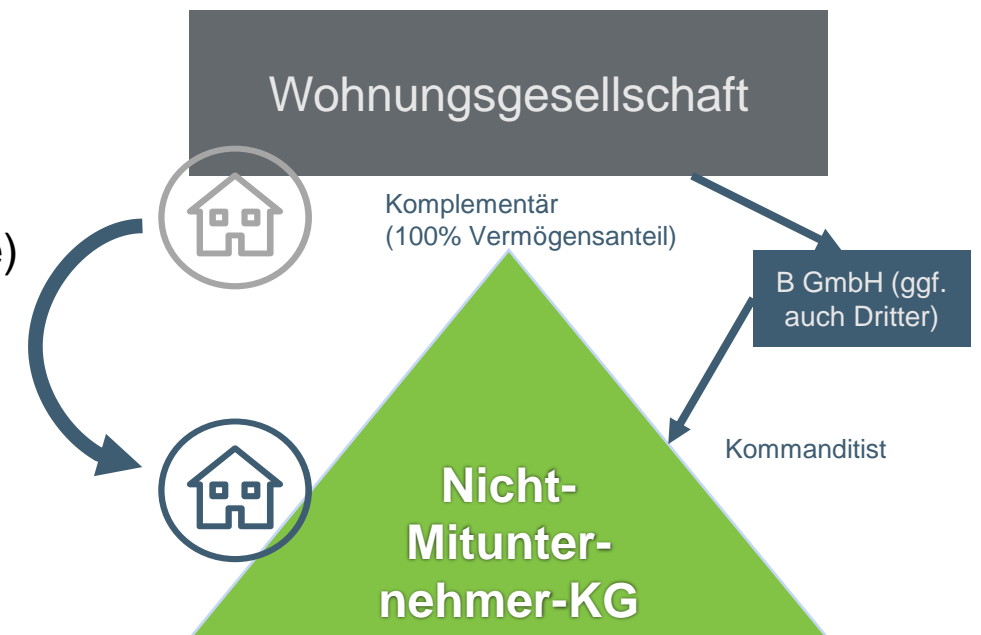 Wohnungsgesellschaft
Komplementär
(100% Vermögensanteil)
)
B GmbH (ggf.
auch Dritter)
Kommanditist
Nicht-
Mitunter-
nehmer-KG